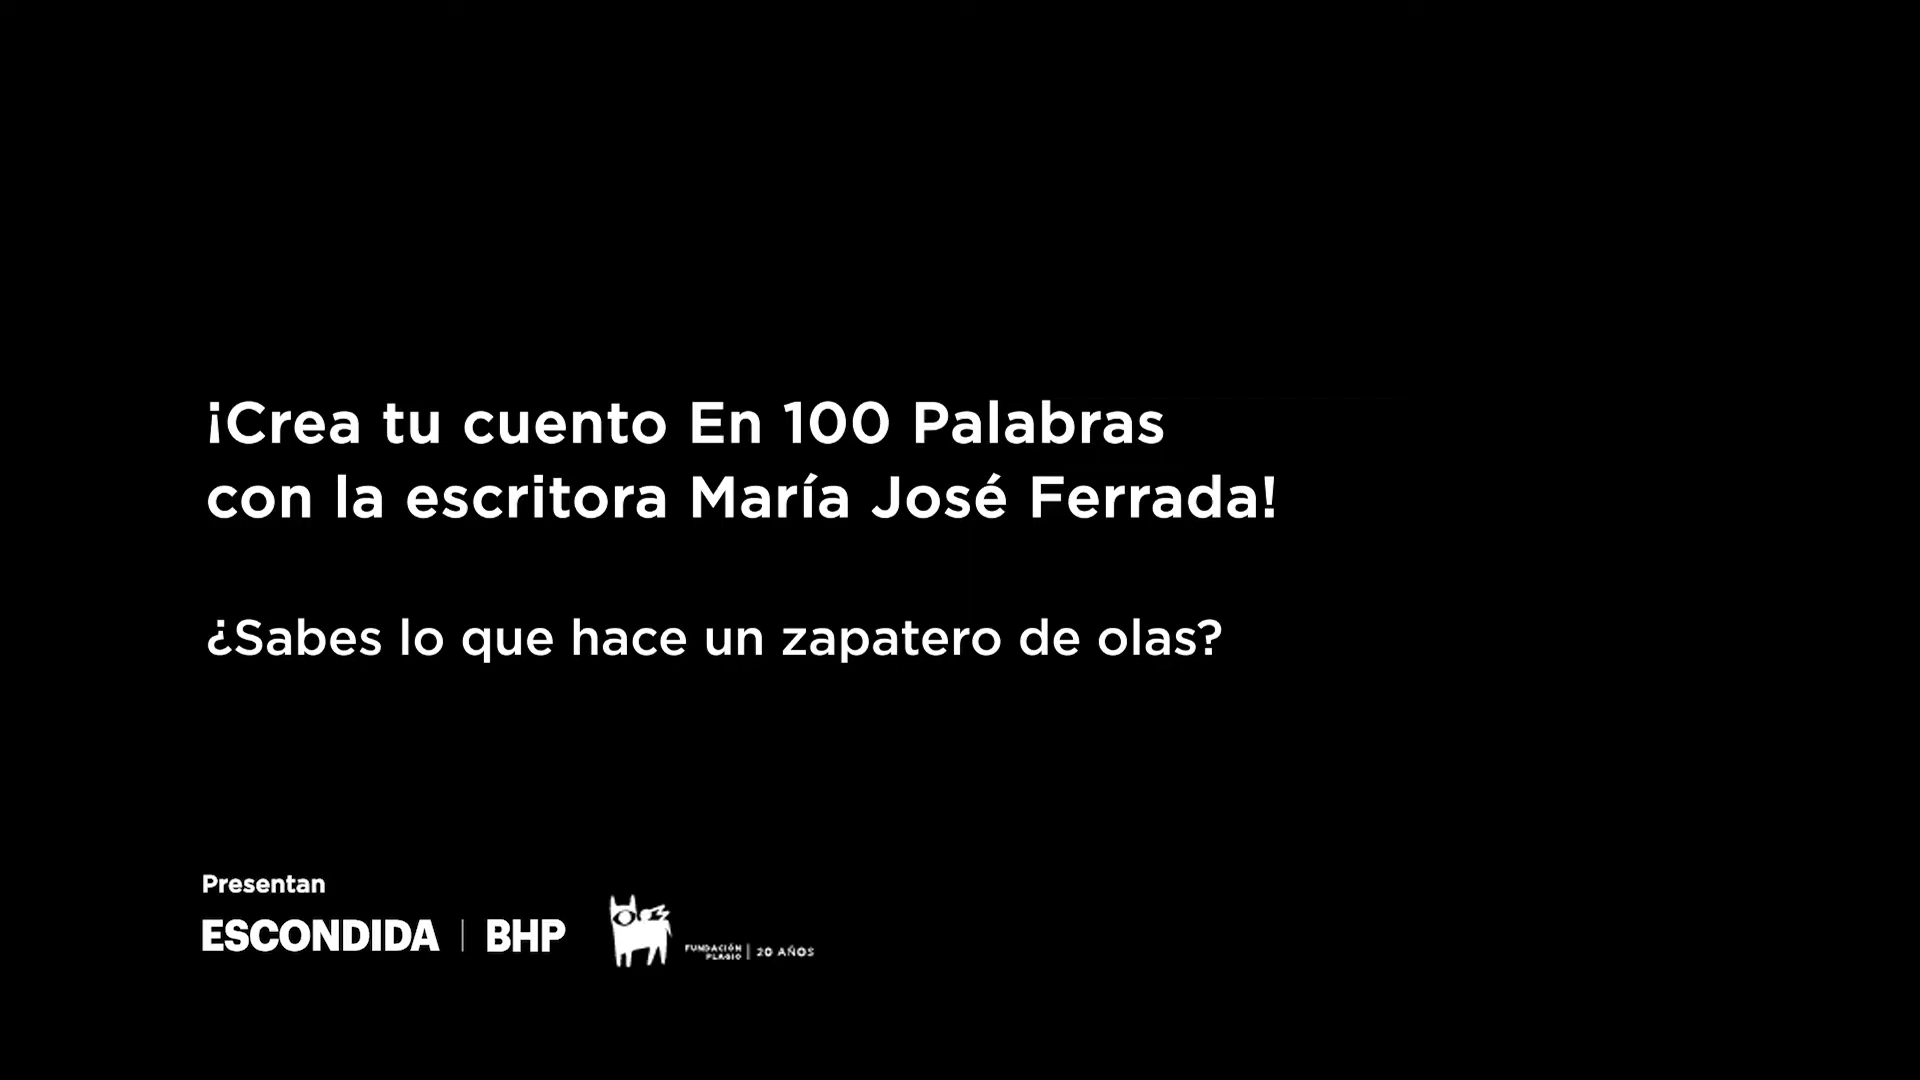 ¡Crea tu cuento En 100 Palabras
con la escritora María José Ferrada!
¿Sabes lo que hace un zapatero de olas?
Presentan
ESCONDIDA | BHP
FUNDACIÓN
PLAGIO | 20 AÑOS